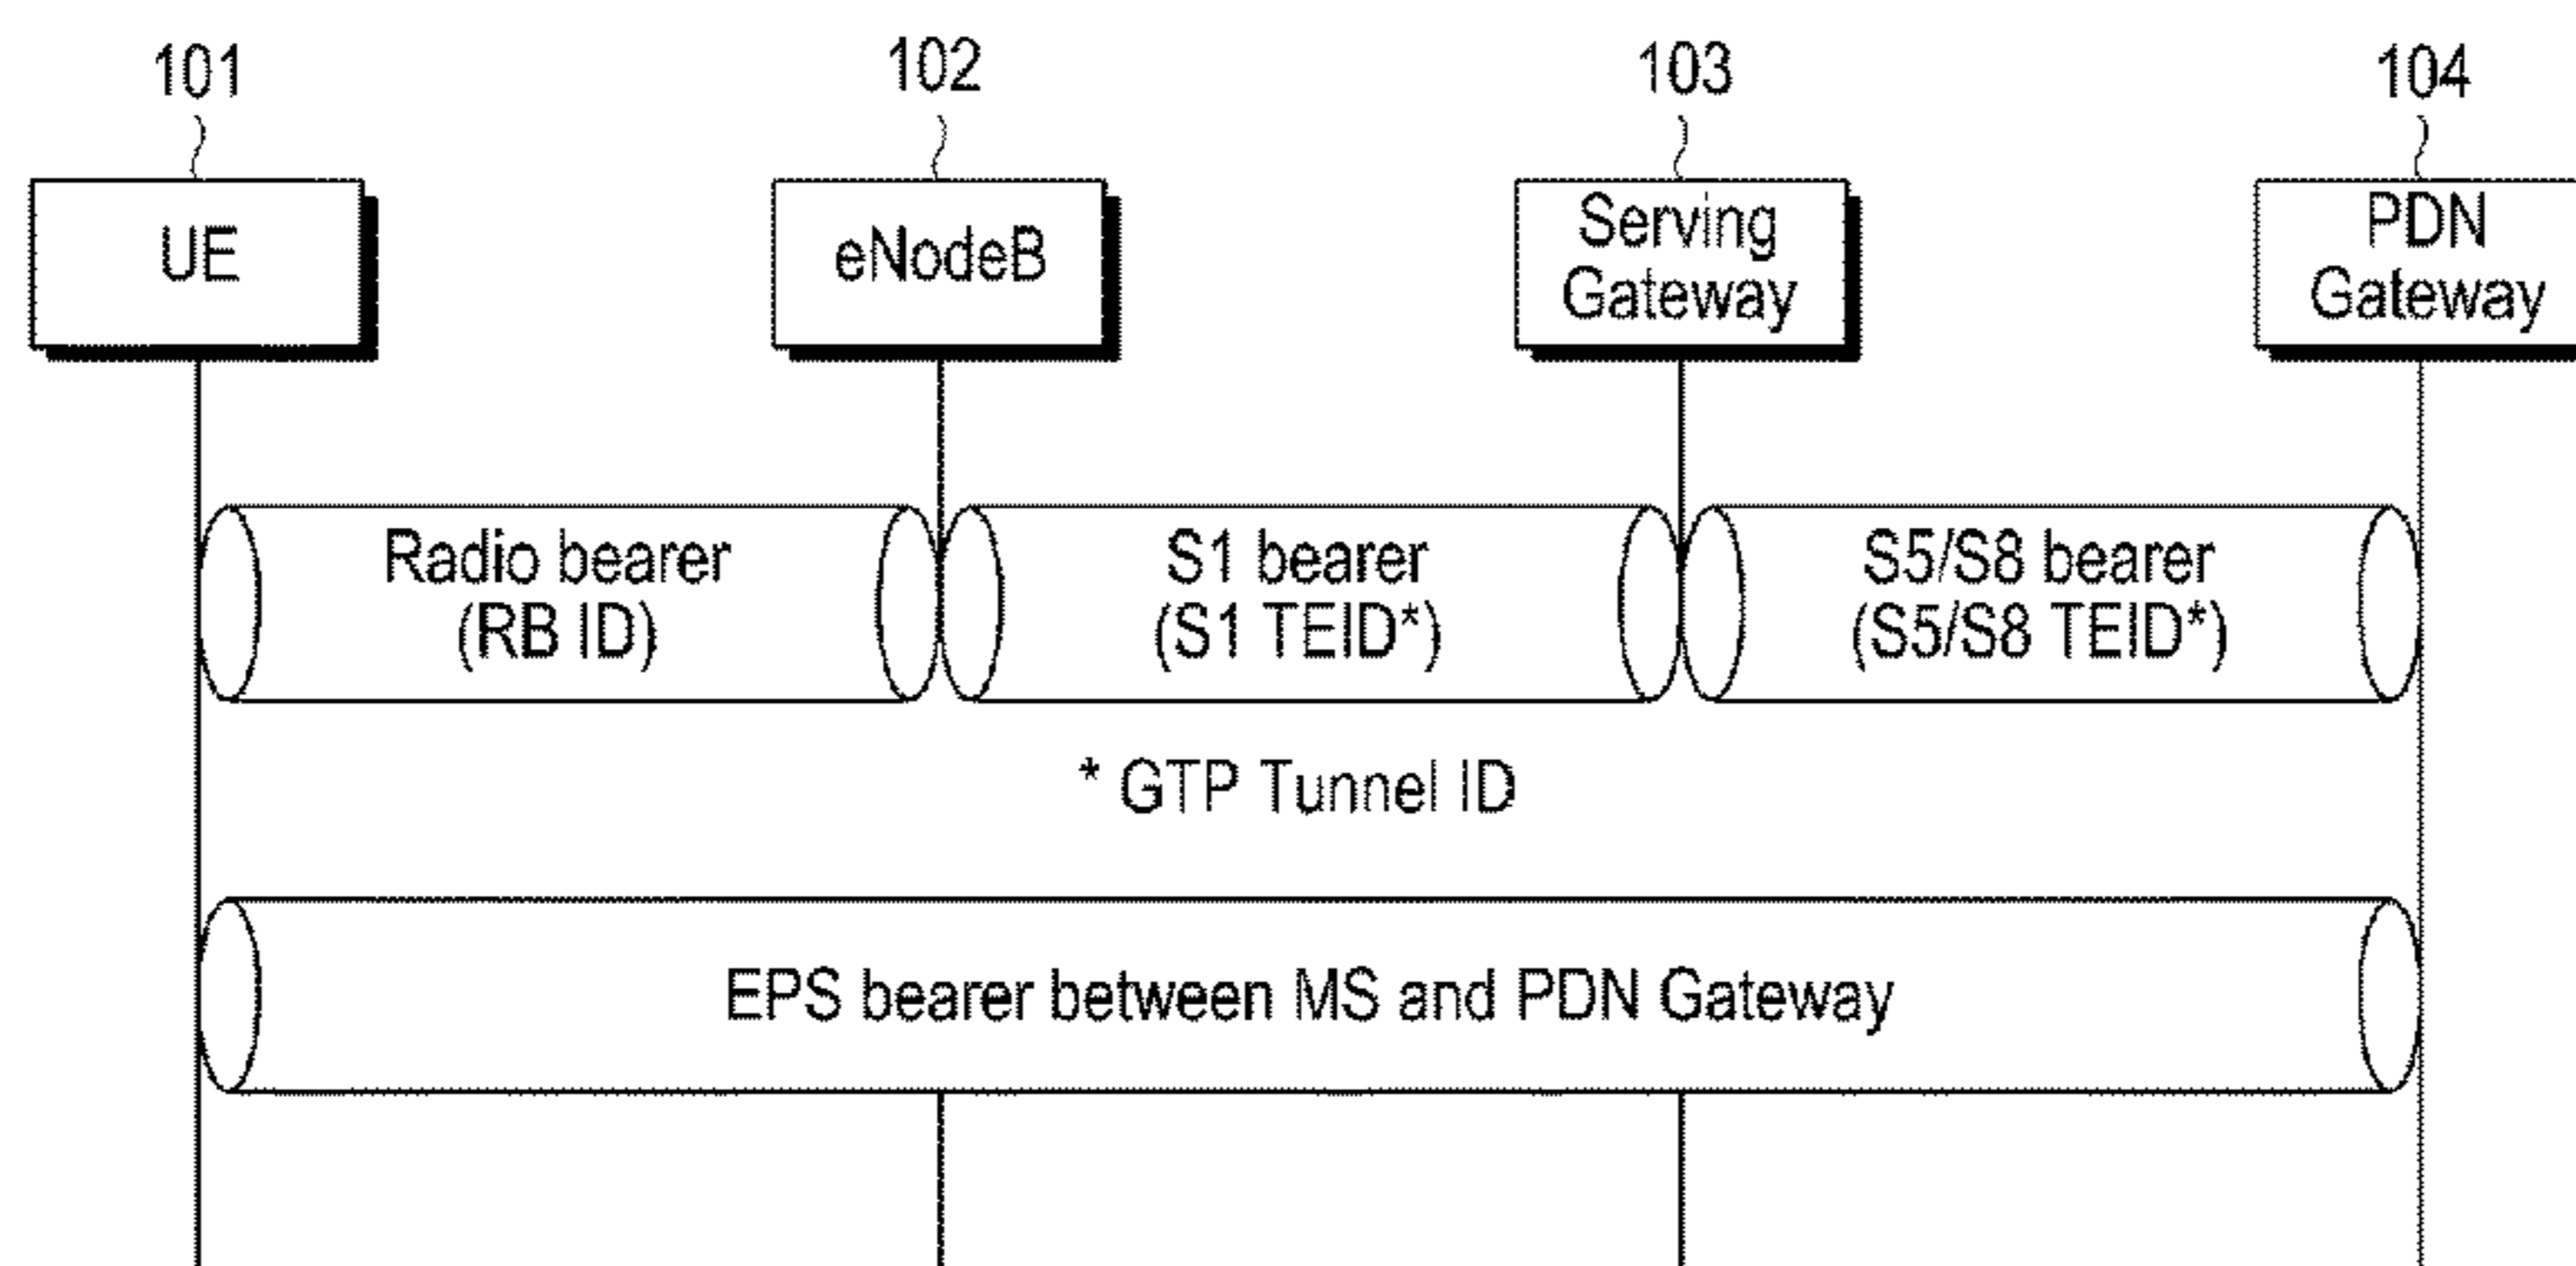 101
102
103
104
UE
eNodeB
Serving
Gateway
PDN
Gateway
Radio bearer
(RB ID)
S1 bearer
(S1 TEID*)
S5/S8 bearer
(S5/S8 TEID*)
* GTP Tunnel ID
EPS bearer between MS and PDN Gateway